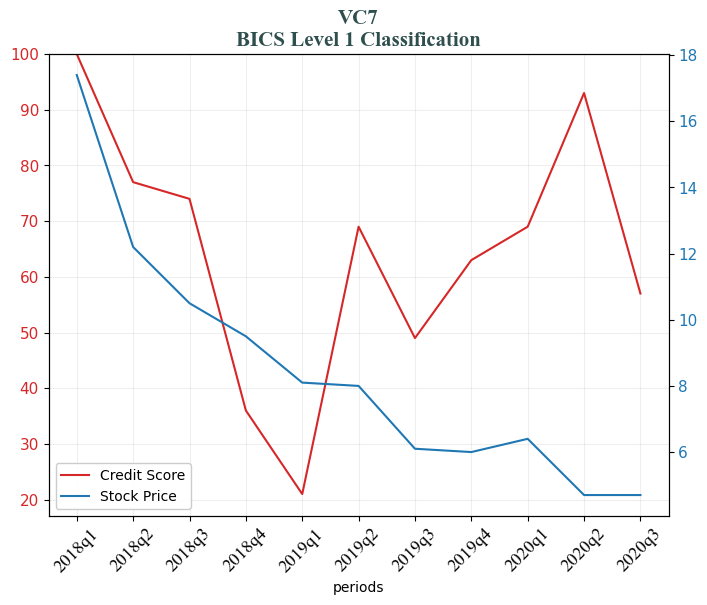 VC7
BICS Level 1 Classification
100
90
80
70
60
50
40
30
20
18
16
14
12
10
8
6
Credit Score
Stock Price
2018q1
2018q2
2018q3
2018q4
2019q1
2019q2
2019q3
2019q4
2020q1
2020q2
2020q3
periods